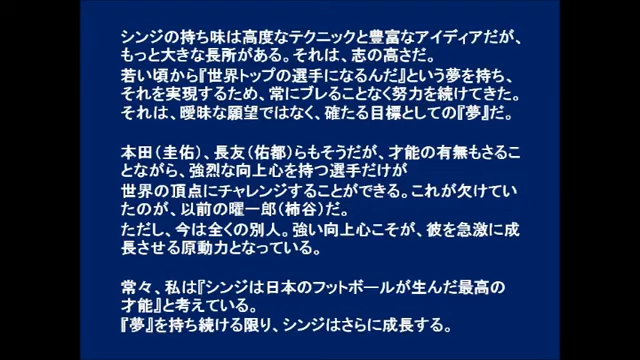 シンジの持ち味は高度なテクニックと豊富なアイディアだが、
もっと大きな長所がある。それは、志の高さだ。
若い頃から『世界トップの選手になるんだ』という夢を持ち、
それを実現するため、常にブレることなく努力を続けてきた。
それは、曖昧な願望ではなく、確たる目標としての『夢』だ。
本田（圭佑）、長友（佑都）らもそうだが、才能の有無もさるこ
とながら、強烈な向上心を持つ選手だけが
世界の頂点にチャレンジすることができる。これが欠けてい
たのが、以前の曜一郎（柿谷）だ。
ただし、今は全くの別人。強い向上心こそが、彼を急激に成
長させる原動力となっている。
常々、私は『シンジは日本のフットボールが生んだ最高の
才能』と考えている。
『夢』を持ち続ける限り、シンジはさらに成長する。